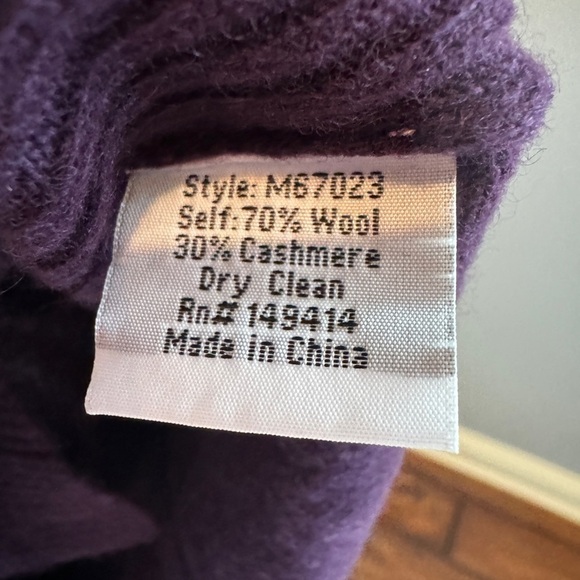 Style: M67023
Self:70% Wool
30% Cashmere
Dry Clean
Rn# 149414
Made in China